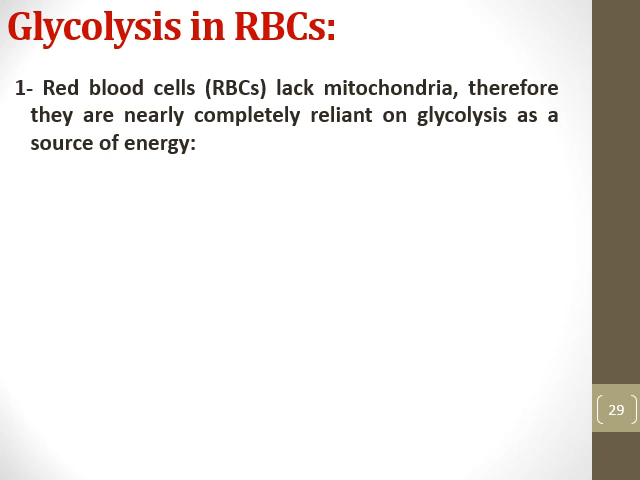 Glycolysis in RBCs:
1- Red blood cells (RBCs) lack mitochondria, therefore
they are nearly completely reliant on glycolysis as a
source of energy:
29